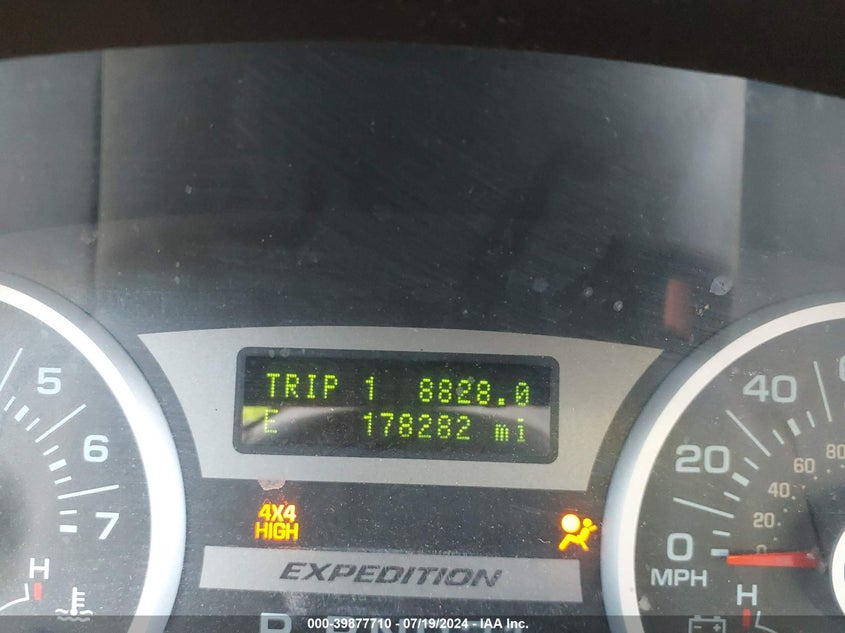 TRIP 1 8828.0
E 178282 mi
5
6
7
H
4X4
HIGH
EXPEDITION
40
20
0
MPH
80
60
40
20
0
H
000-39877710 / 07/19/2024 - IAA Inc.